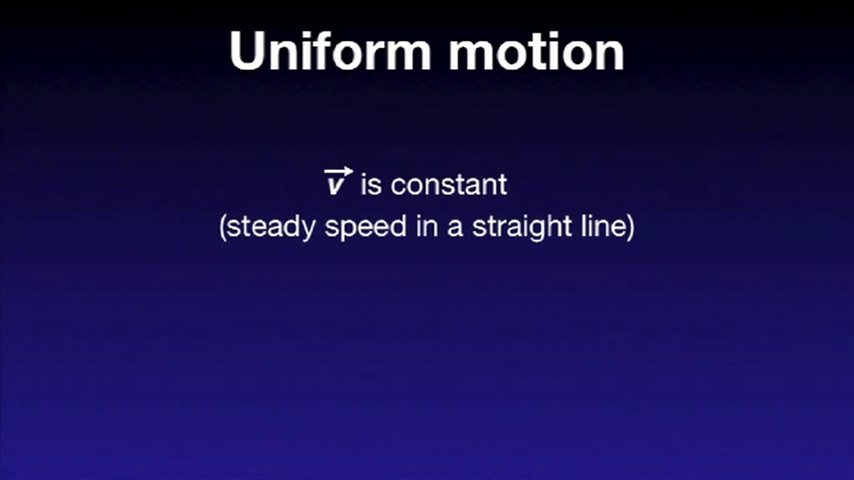 Uniform motion
v⃗ is constant
(steady speed in a straight line)